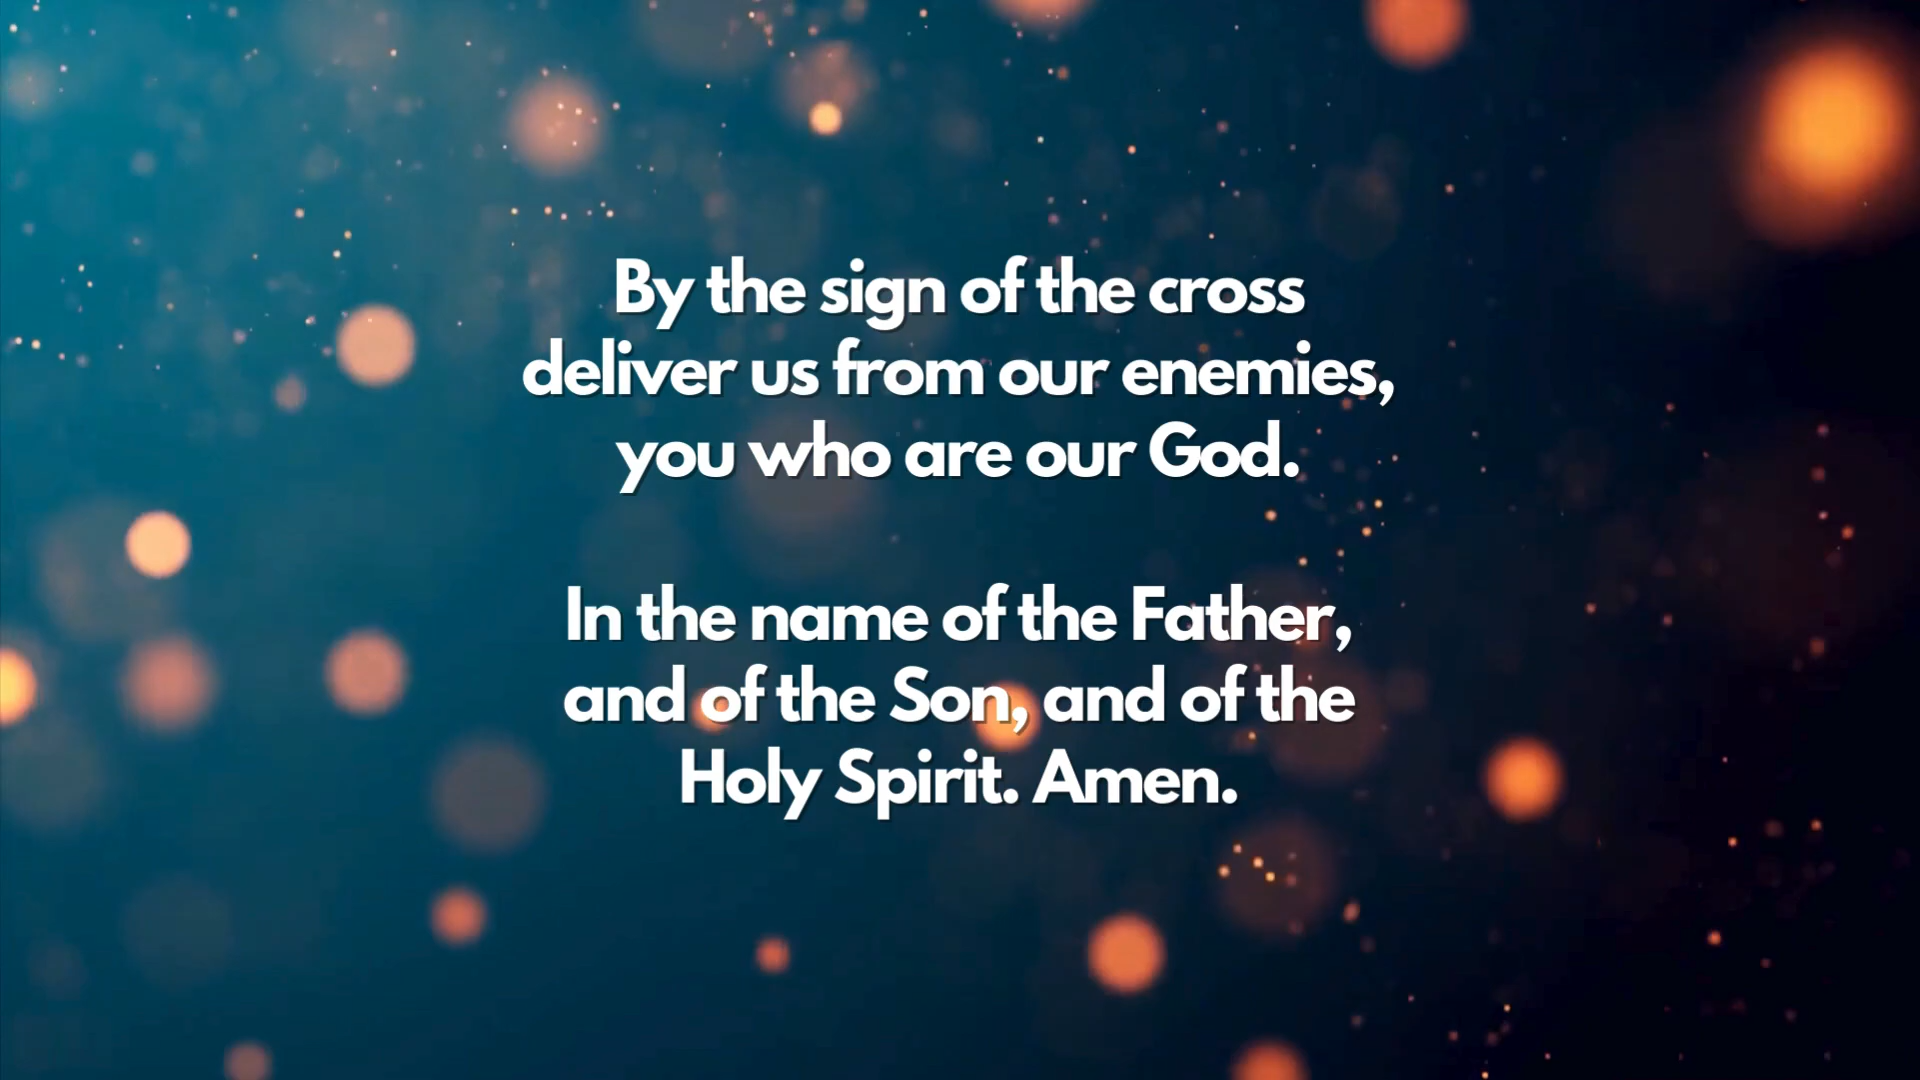 By the sign of the cross
deliver us from our enemies,
you who are our God.
In the name of the Father,
and of the Son, and of the
Holy Spirit. Amen.